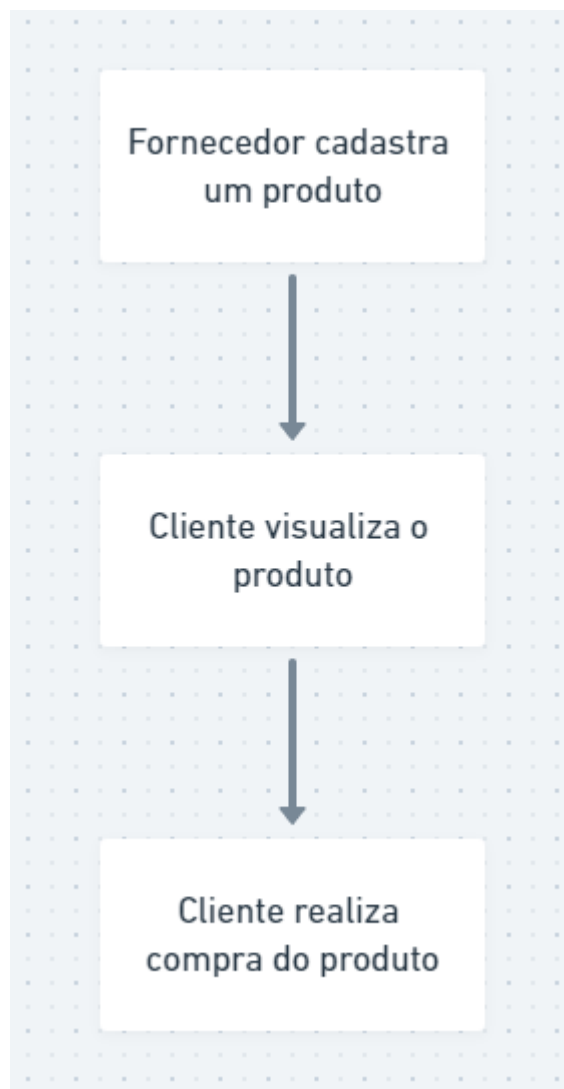 Fornecedor cadastra
um produto
Cliente visualiza o
produto
Cliente realiza
compra do produto